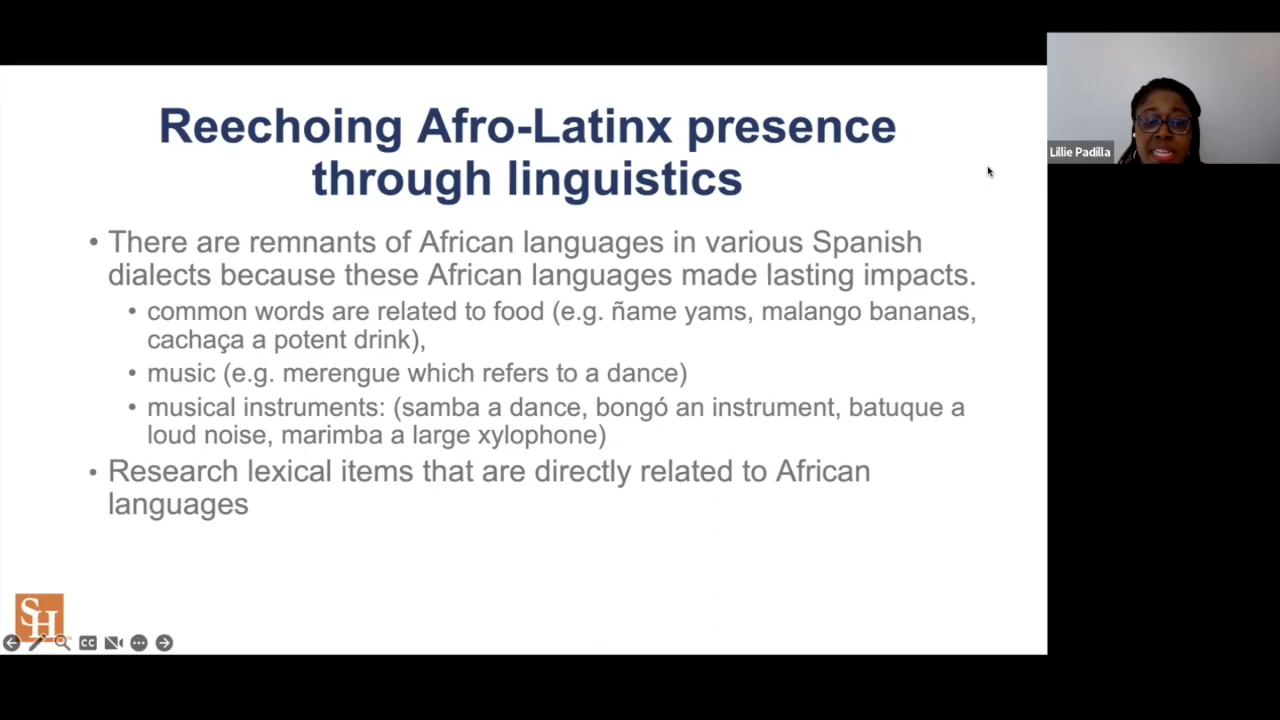 Reechoing Afro-Latinx presence
through linguistics
• There are remnants of African languages in various Spanish
dialects because these African languages made lasting impacts.
• common words are related to food (e.g. ñame yams, malango bananas,
cachaça a potent drink),
• music (e.g. merengue which refers to a dance)
• musical instruments: (samba a dance, bongó an instrument, batuque a
loud noise, marimba a large xylophone)
• Research lexical items that are directly related to African
languages
Lillie Padilla
SH
CC